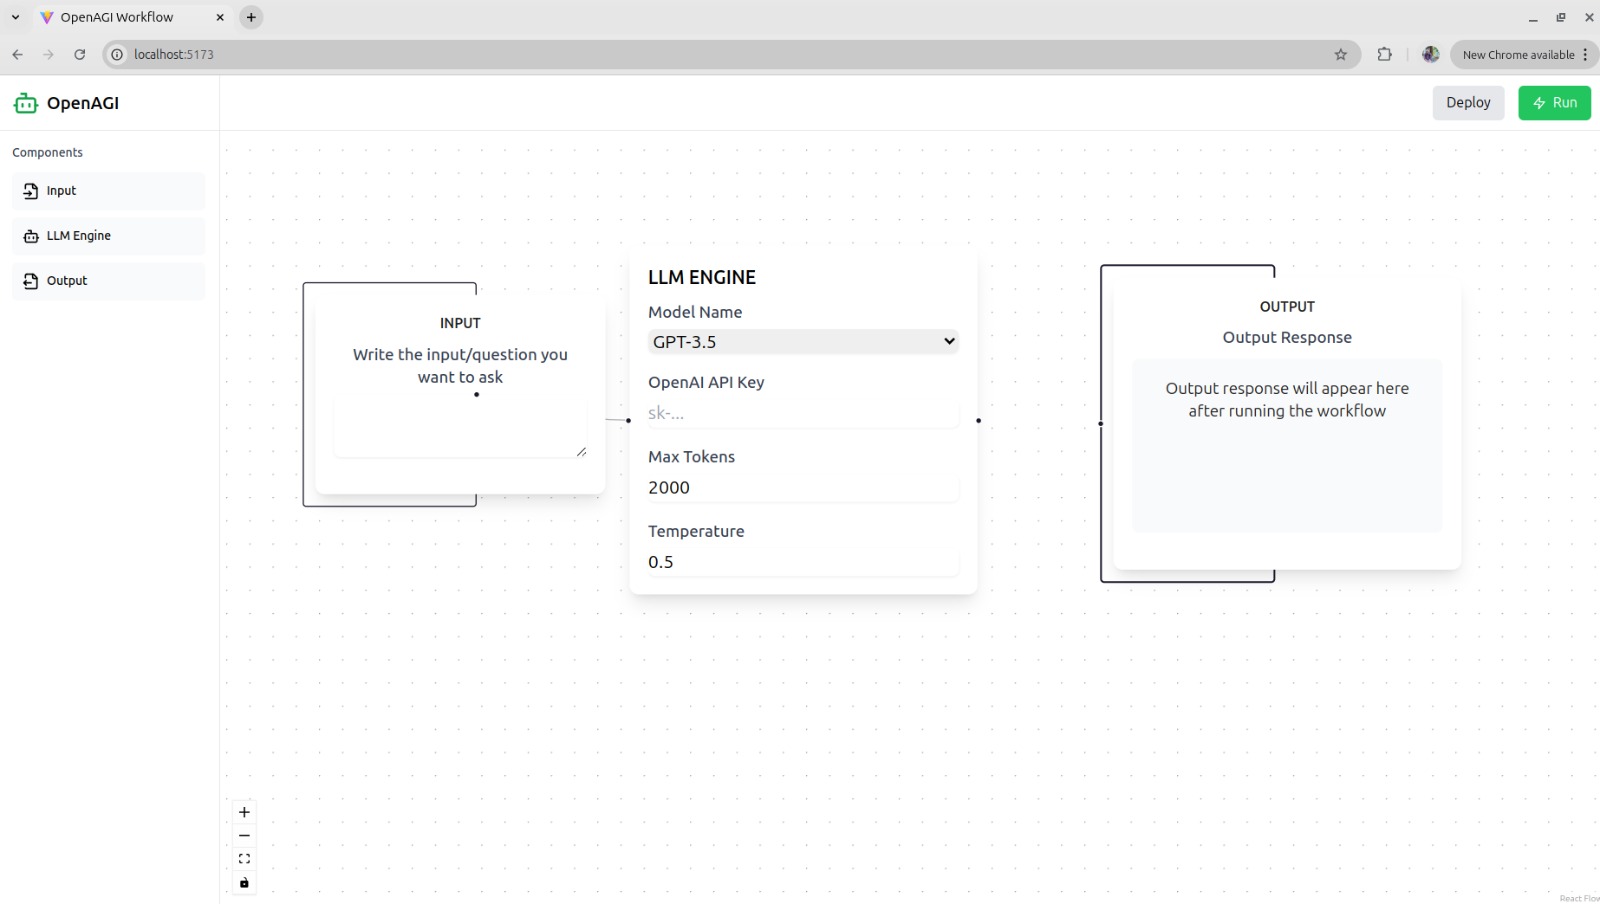 OpenAGI Workflow
localhost:5173
New Chrome available
OpenAGI
Deploy
Run
Components
Input
LLM Engine
Output
INPUT
Write the input/question you
want to ask
LLM ENGINE
Model Name
GPT-3.5
OpenAI API Key
sk-...
Max Tokens
2000
Temperature
0.5
OUTPUT
Output Response
Output response will appear here
after running the workflow
React Flow